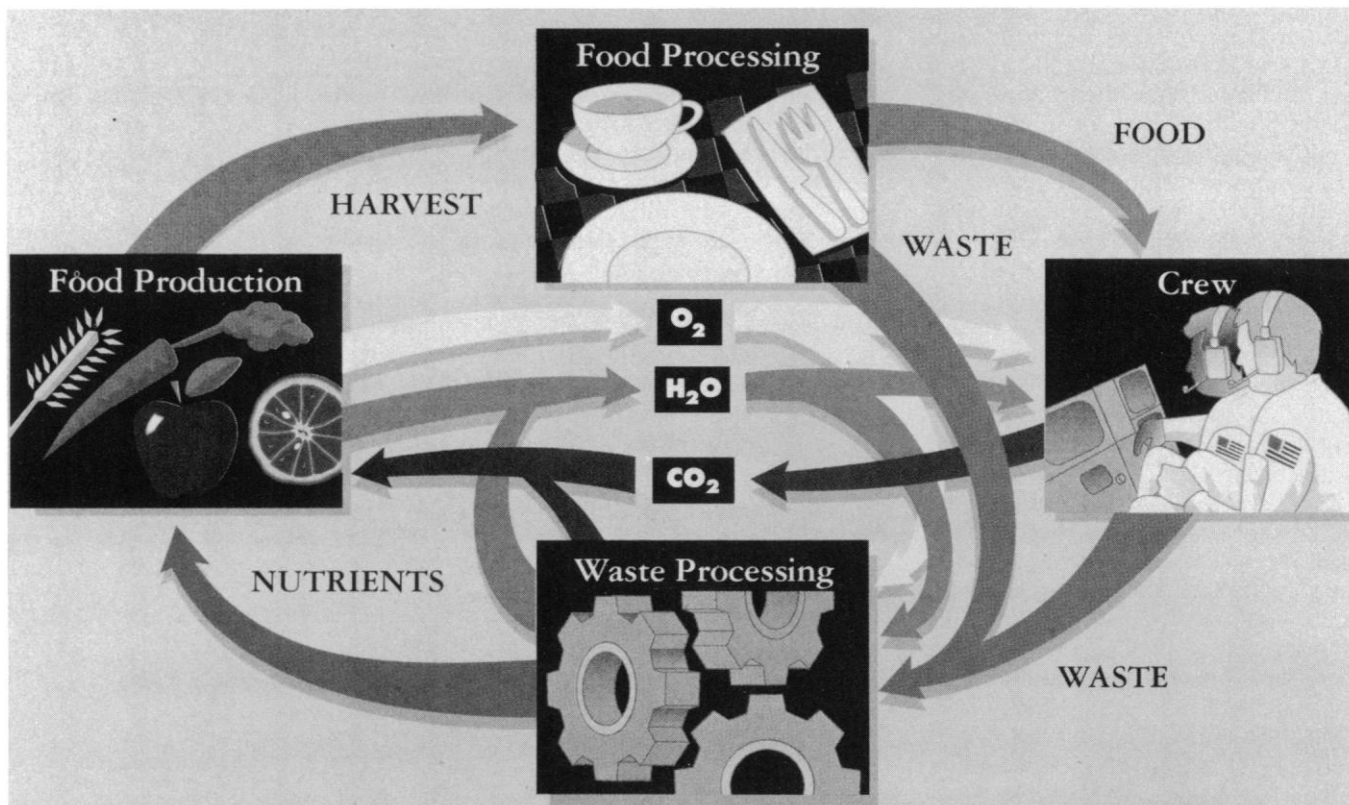 Food Processing
FOOD
HARVEST
WASTE
Food Production
Crew
O₂
H₂O
CO₂
Waste Processing
NUTRIENTS
WASTE